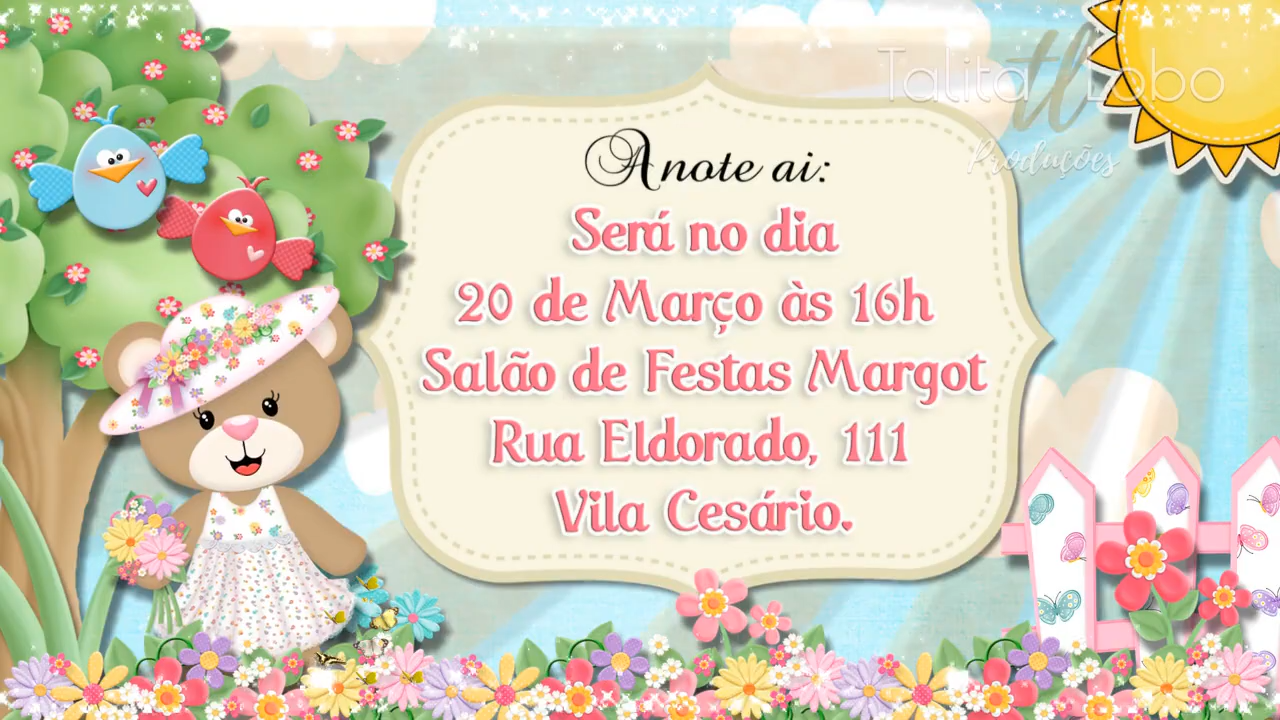 Talita tl Lobo
Produções
Anote ai:
Será no dia
20 de Março às 16h
Salão de Festas Margot
Rua Eldorado, 111
Vila Cesário.